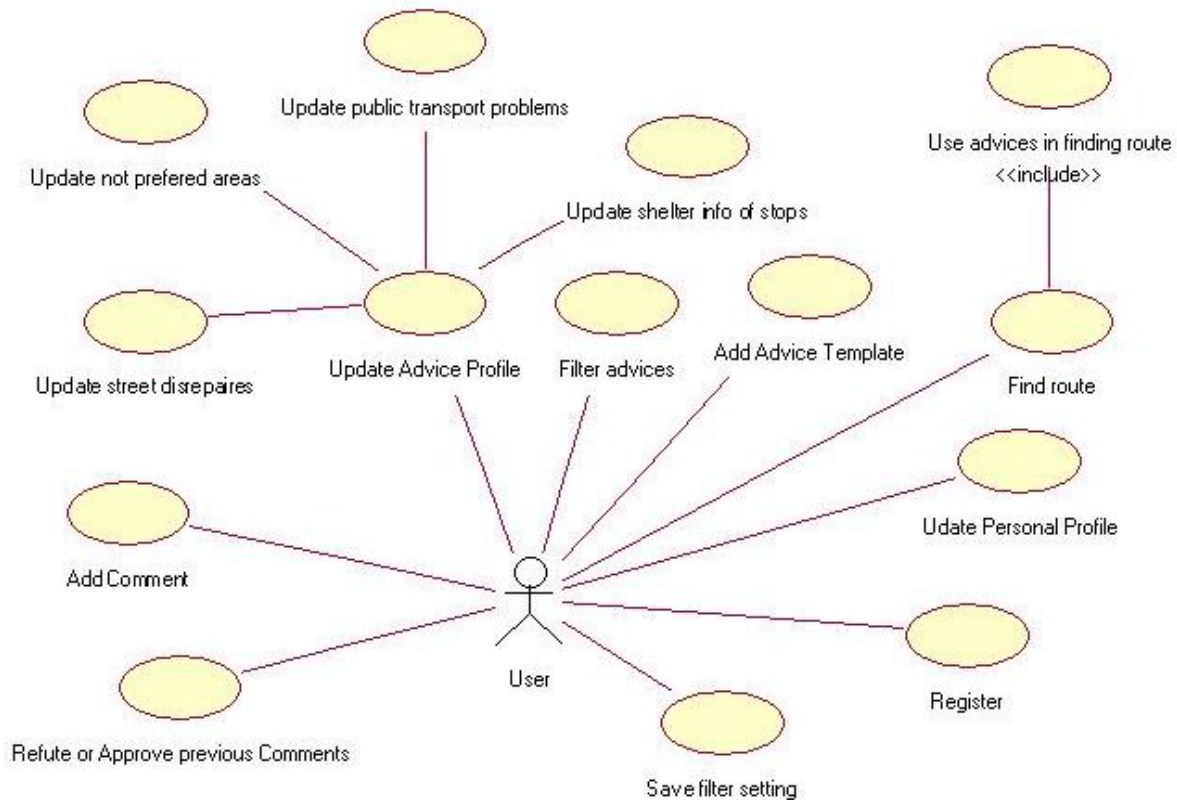 Update public transport problems
Use advices in finding route
<<include>>
Update not prefered areas
Update shelter info of stops
Add Advice Template
Update Advice Profile
Filter advices
Find route
Update street disrepaires
Udate Personal Profile
Add Comment
User
Register
Refute or Approve previous Comments
Save filter setting